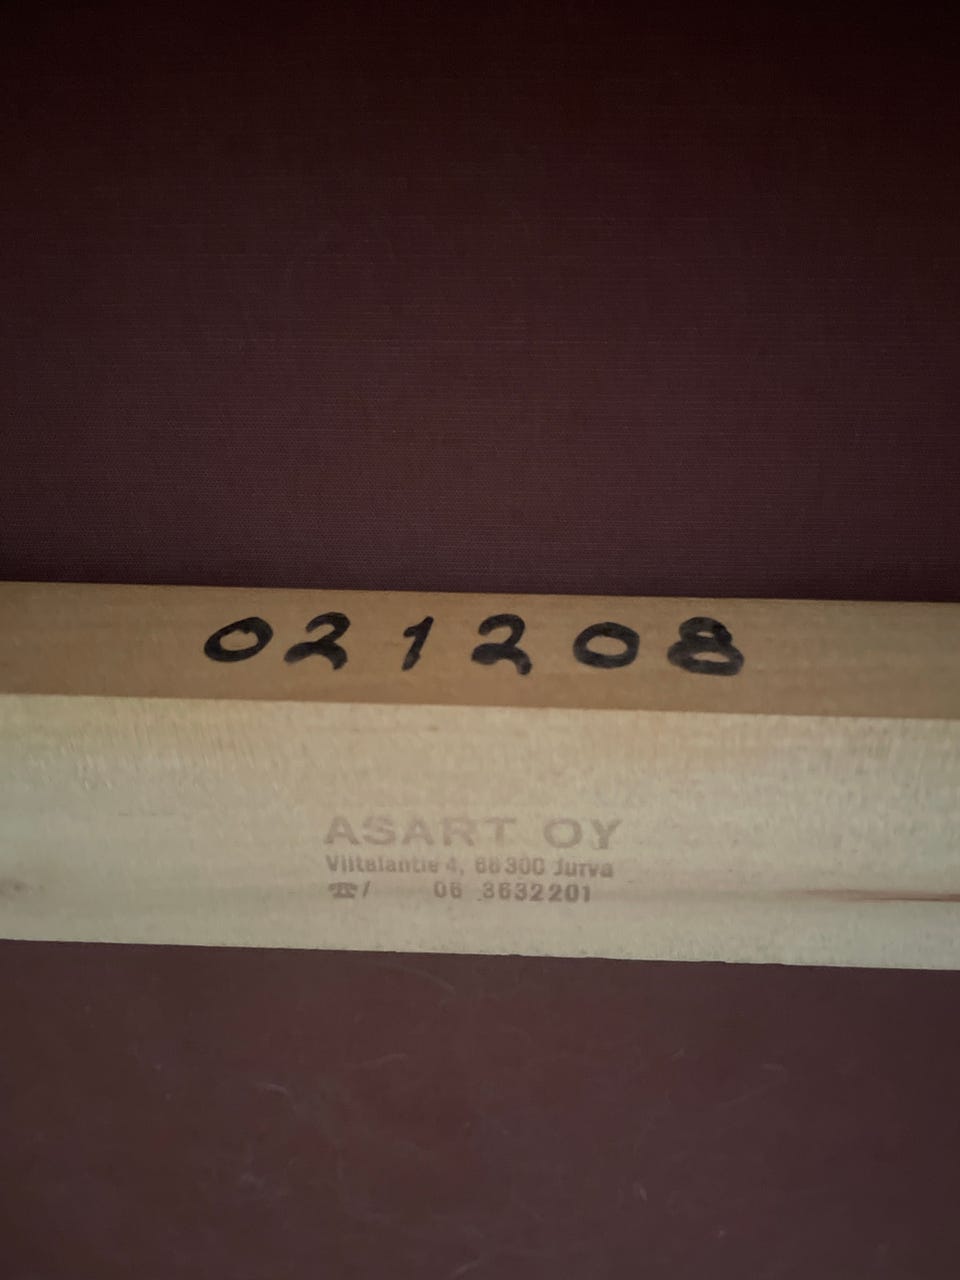 021208
ASART OY
Viitalantie 4, 66300 Jurva
☎/ 06 3632201